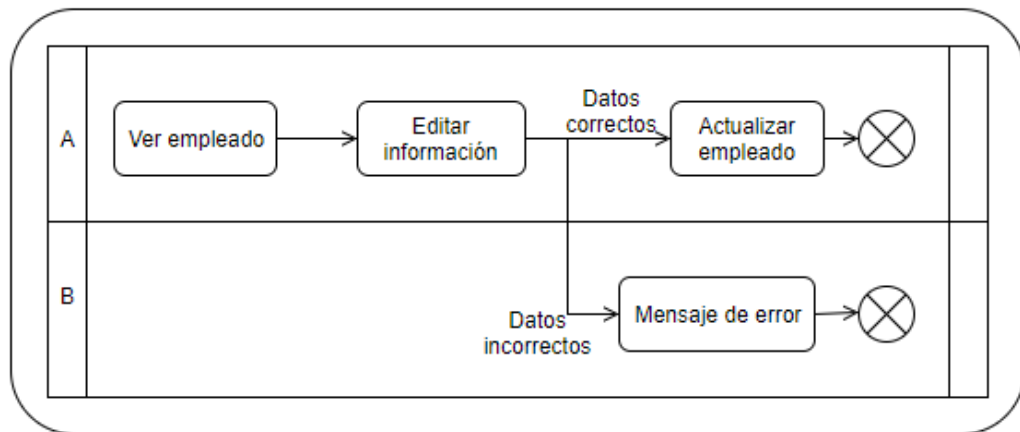 A
Ver empleado
Editar
información
Datos
correctos
Actualizar
empleado
B
Datos
incorrectos
Mensaje de error